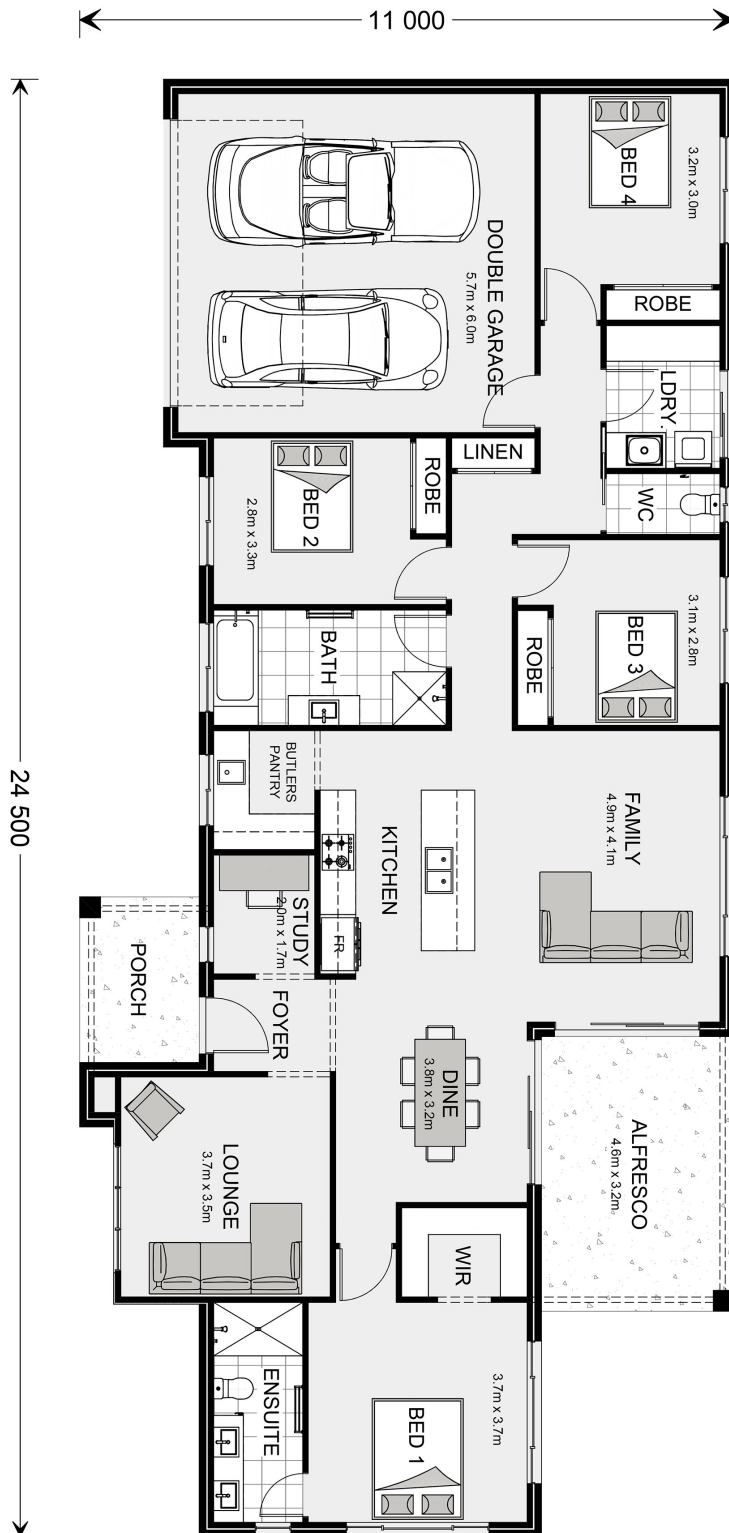 11 000
24 500
BED 4
3.2m x 3.0m
ROBE
DOUBLE GARAGE
5.7m x 6.0m
LDRY.
LINEN
WC
BED 2
2.8m x 3.3m
ROBE
BED 3
3.1m x 2.8m
ROBE
BATH
BUTLERS
PANTRY
KITCHEN
FAMILY
4.9m x 4.1m
STUDY
2.0m x 1.7m
FR
PORCH
FOYER
DINE
3.8m x 3.2m
ALFRESCO
4.6m x 3.2m
LOUNGE
3.7m x 3.5m
WIR
ENSUITE
BED 1
3.7m x 3.7m